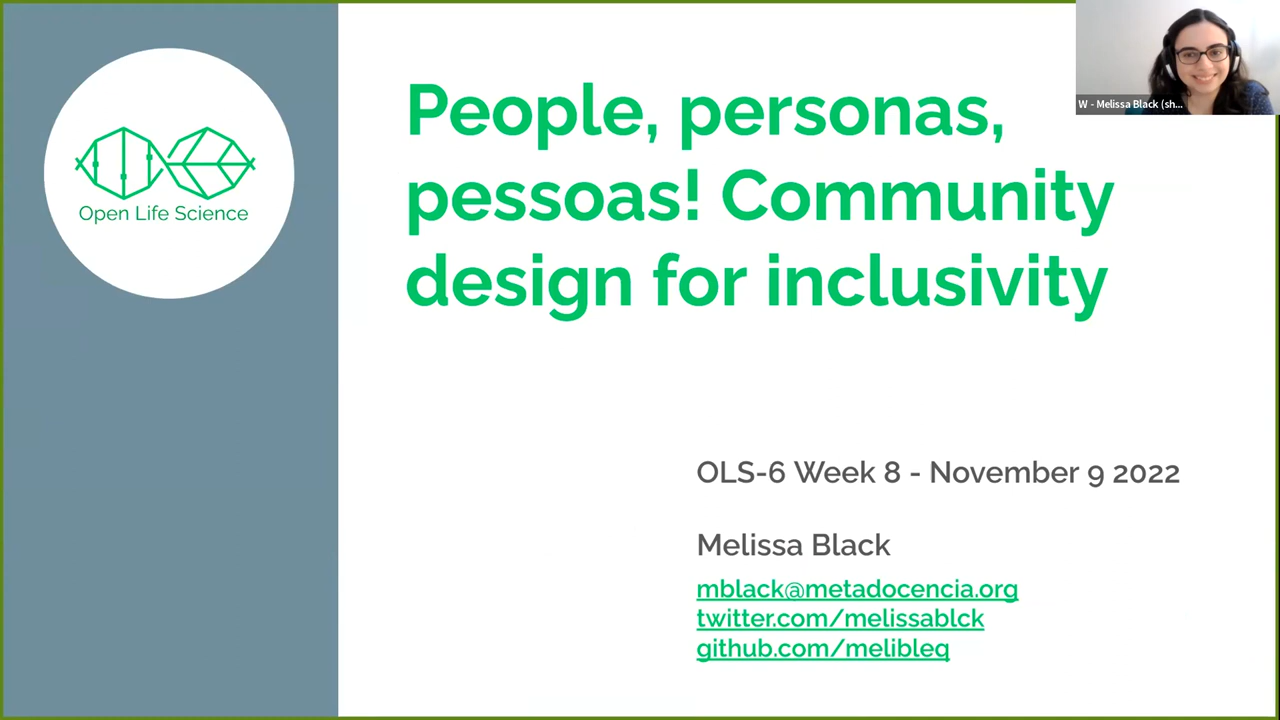 Open Life Science
People, personas,
pessoas! Community
design for inclusivity
W - Melissa Black (sh...
OLS-6 Week 8 - November 9 2022
Melissa Black
mblack@metadocencia.org
twitter.com/melissablck
github.com/melibleq